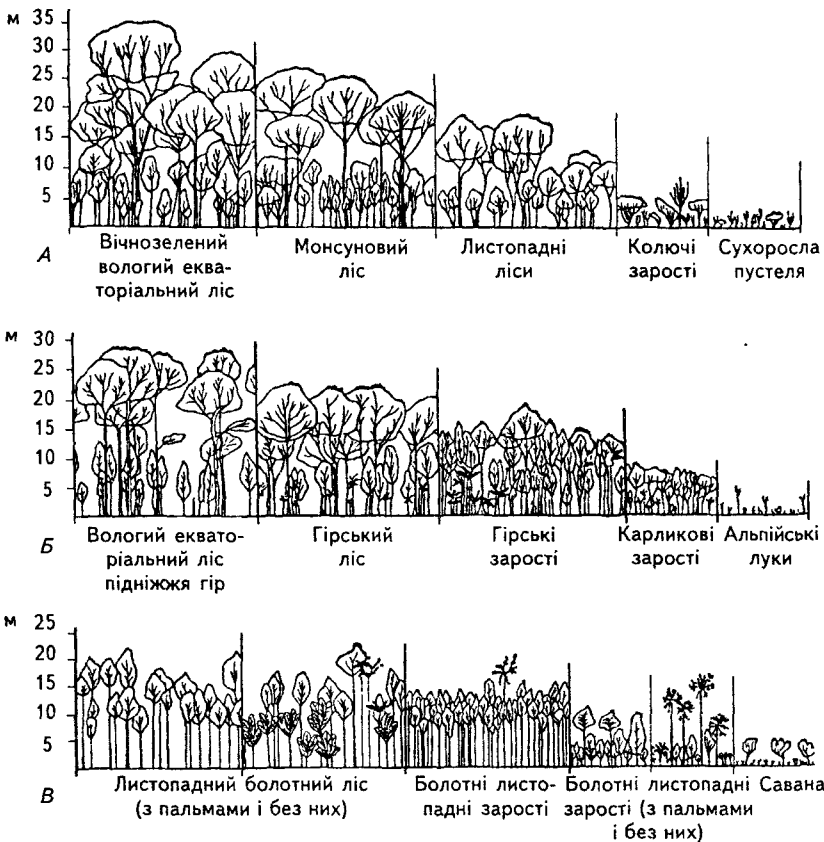 м 35
30
25
20
15
10
5
А
Вічнозелений
вологий еква-
торіальний ліс
Монсуновий
ліс
Листопадні
ліси
Колючі
зарості
Сухоросла
пустеля
м 30
25
20
15
10
5
Б
Вологий еквато-
ріальний ліс
підніжжя гір
Гірський
ліс
Гірські
зарості
Карликові
зарості
Альпійські
луки
м 25
20
15
10
5
В
Листопадний болотний ліс
(з пальмами і без них)
Болотні листо-
падні зарості
Болотні листопадні
зарості (з пальмами
і без них)
Савана